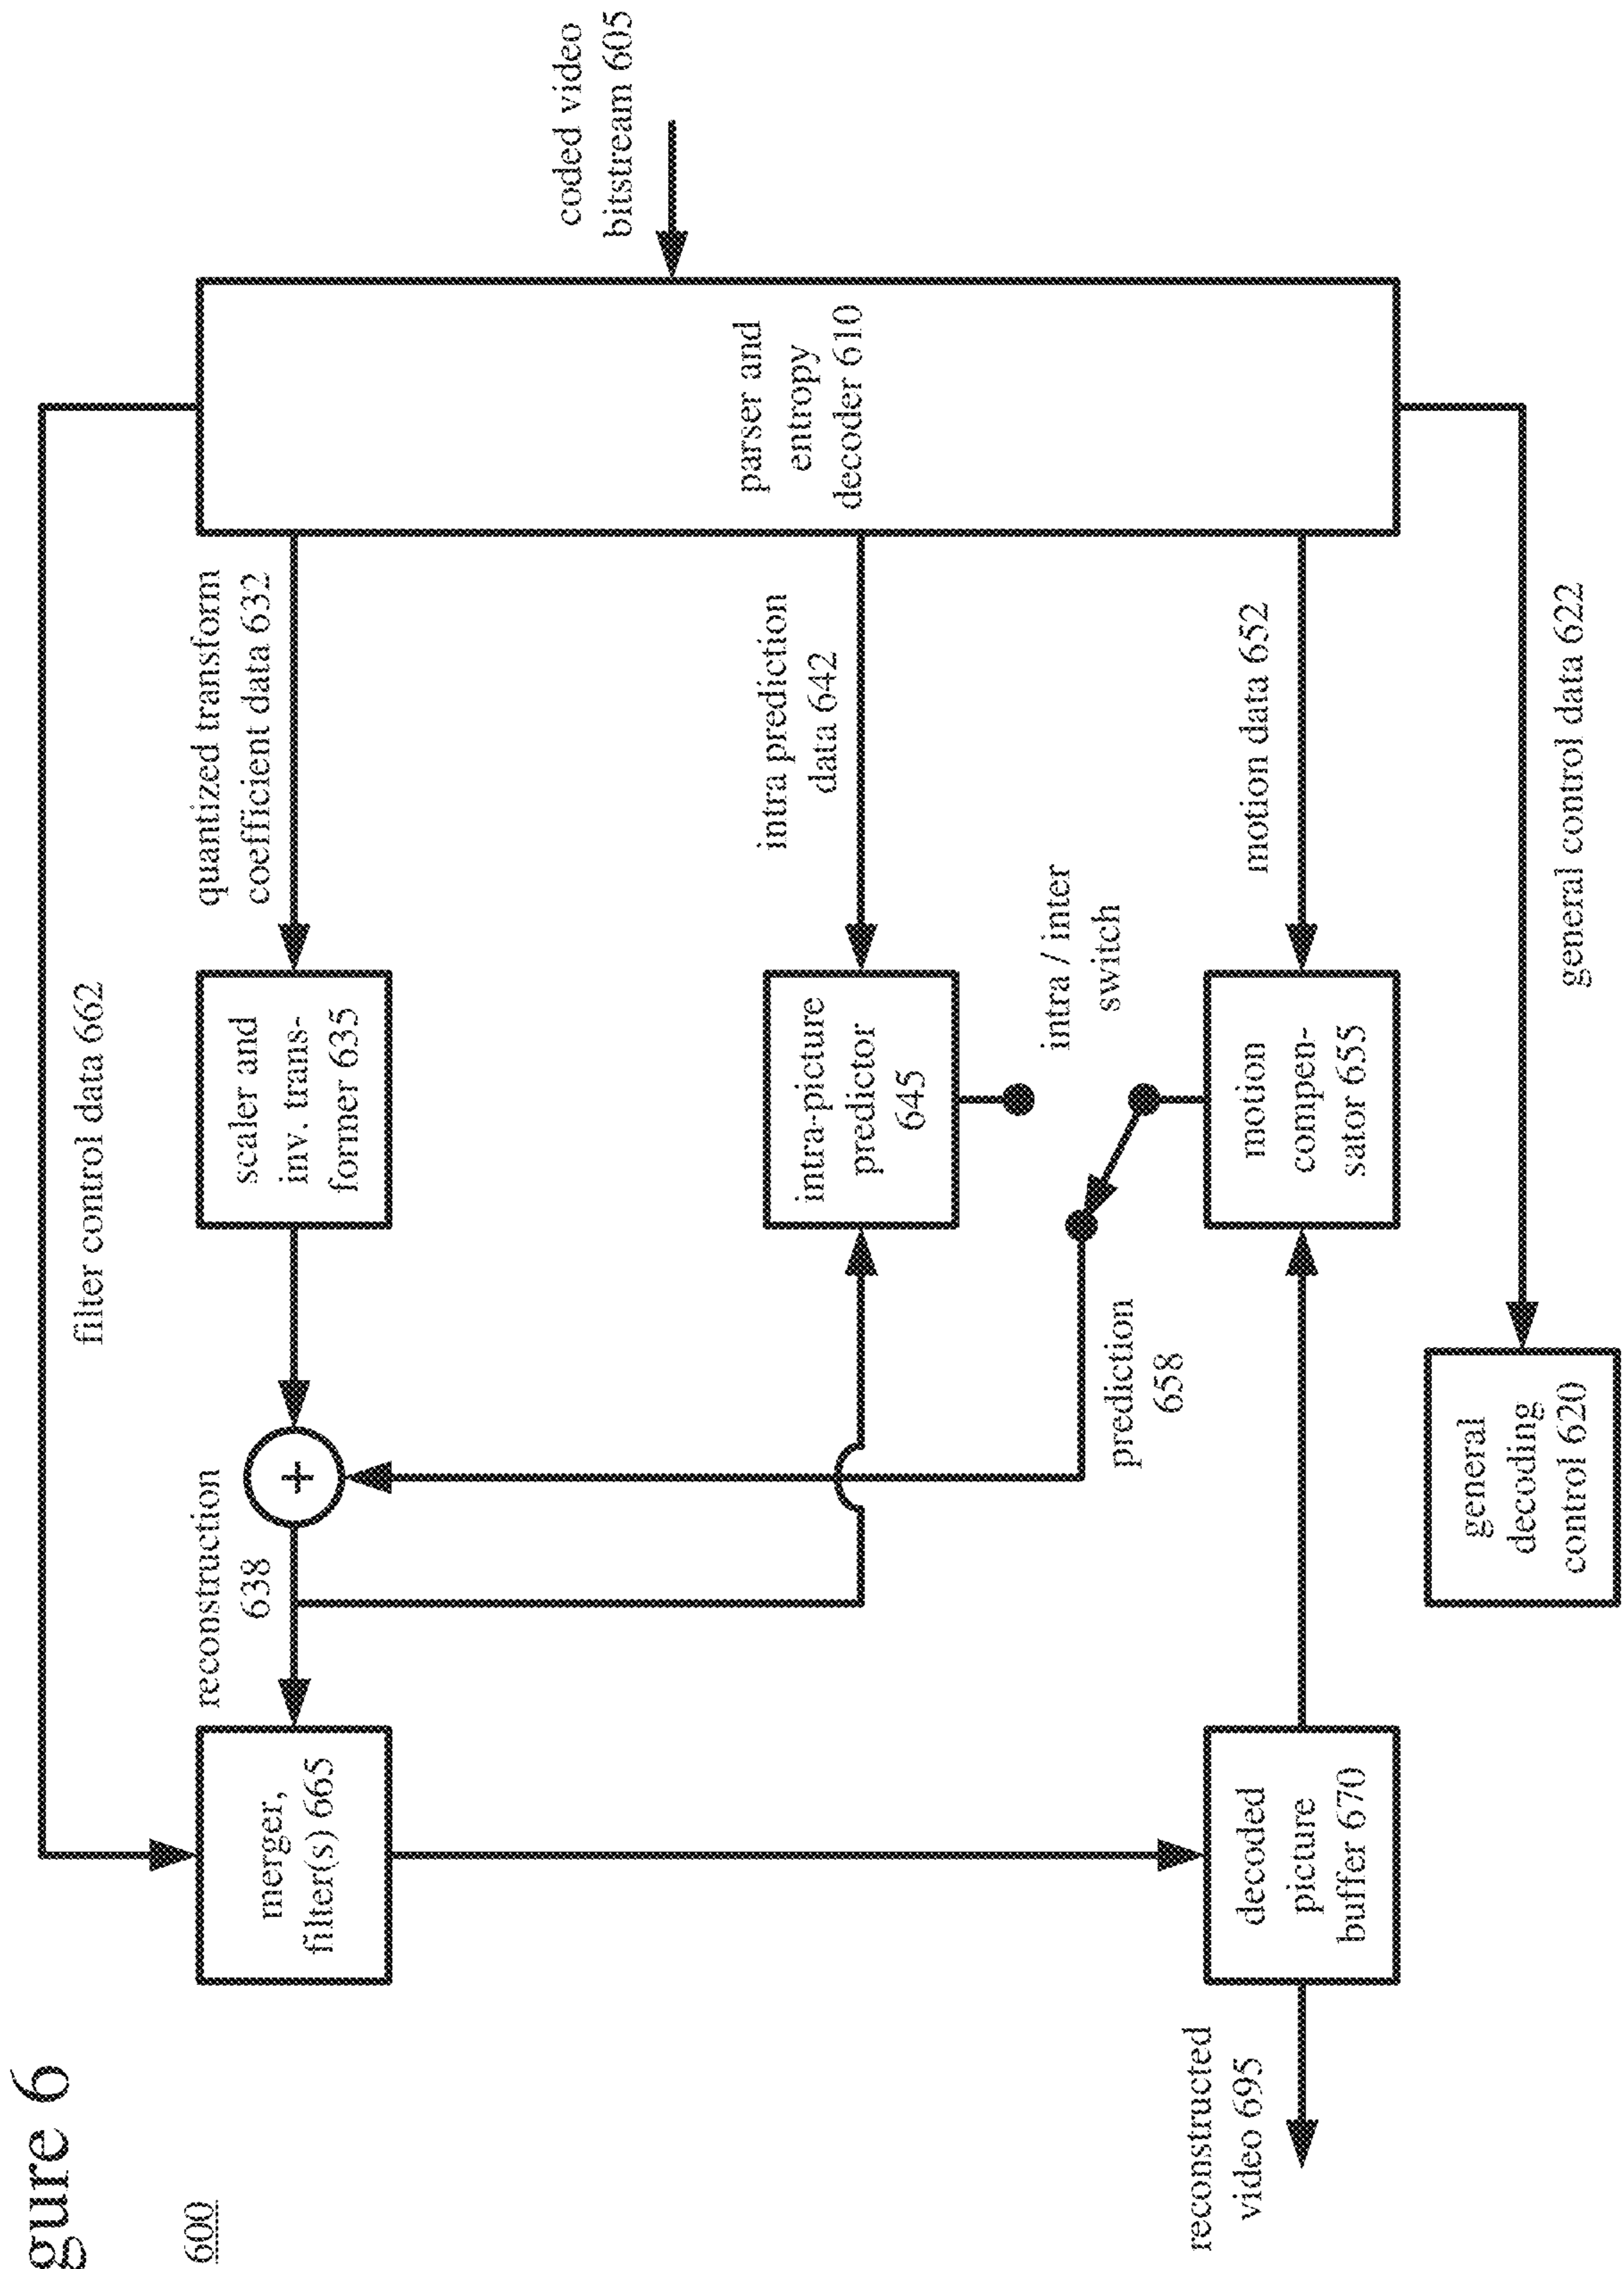 gure 6
600
filter control data 662
merger,
filter(s) 665
reconstruction
638
+
scaler and
inv. trans-
former 635
quantized transform
coefficient data 632
intra-picture
predictor
645
intra prediction
data 642
intra / inter
switch
prediction
658
parser and
entropy
decoder 610
coded video
bitstream 605
reconstructed
video 695
decoded
picture
buffer 670
motion
compen-
sator 655
motion data 652
general
decoding
control 620
general control data 622